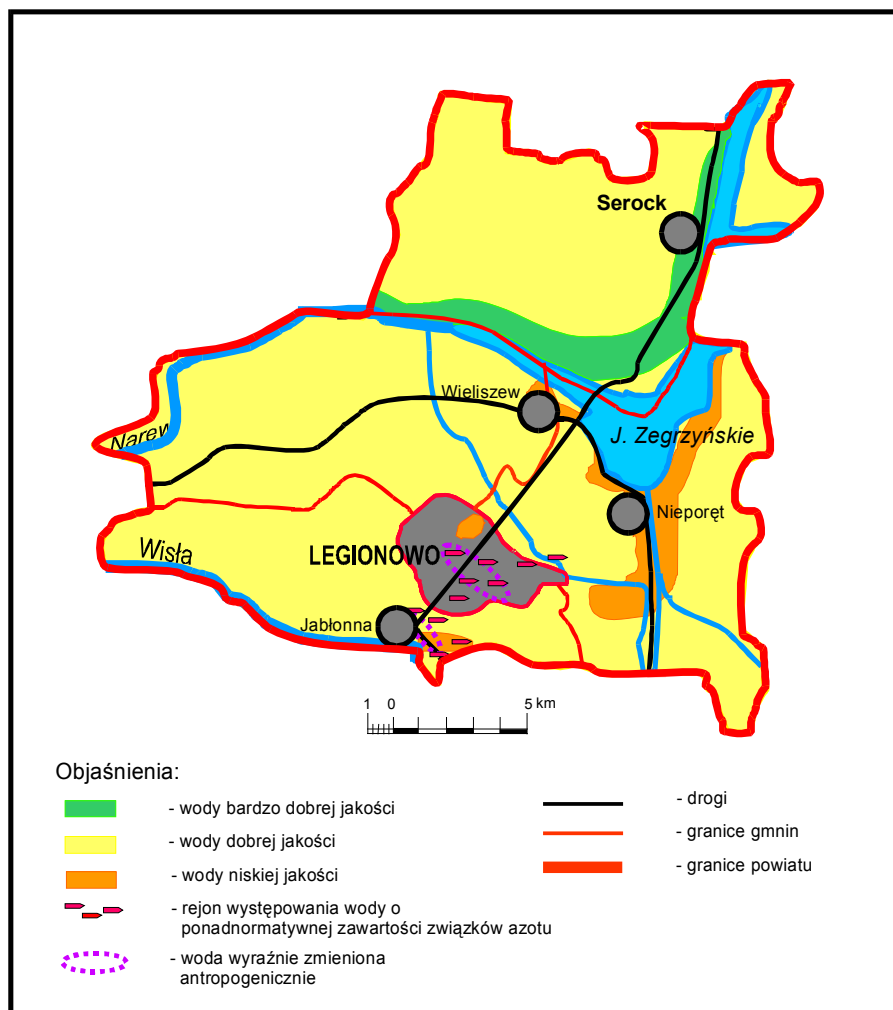 Serock
Wieliszew
Narew
J. Zegrzyńskie
Nieporęt
LEGIONOWO
Wisła
Jabłonna
1 0 5 km
Objaśnienia:
- wody bardzo dobrej jakości
- wody dobrej jakości
- wody niskiej jakości
- rejon występowania wody o
ponadnormatywnej zawartości związków azotu
- woda wyraźnie zmieniona
antropogenicznie
- drogi
- granice gmnin
- granice powiatu